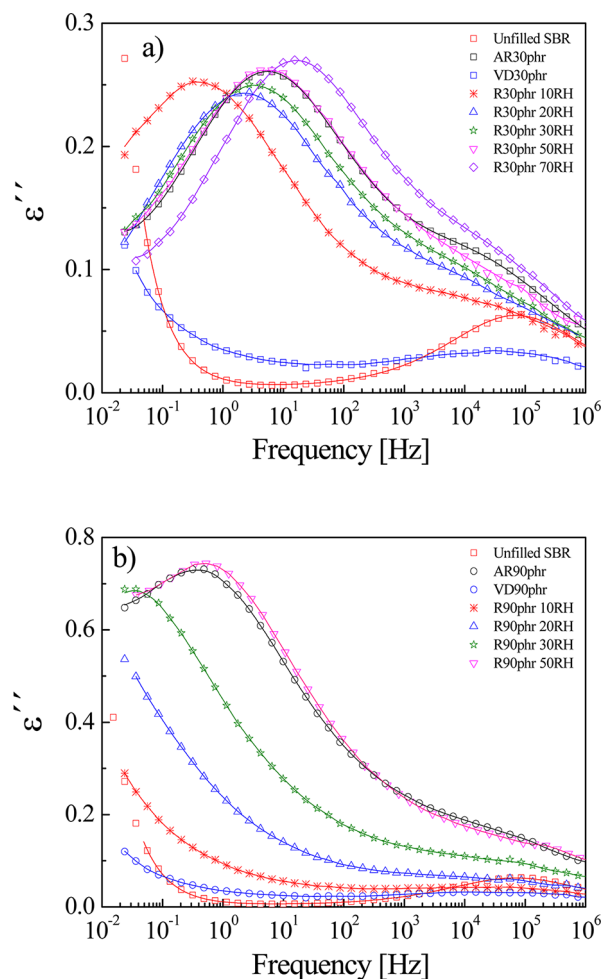 a)
0.3
0.2
0.1
0.0
ε´´
Unfilled SBR
AR30phr
VD30phr
R30phr 10RH
R30phr 20RH
R30phr 30RH
R30phr 50RH
R30phr 70RH
10⁻² 10⁻¹ 10⁰ 10¹ 10² 10³ 10⁴ 10⁵ 10⁶
Frequency [Hz]
b)
0.8
0.6
0.4
0.2
0.0
ε´´
Unfilled SBR
AR90phr
VD90phr
R90phr 10RH
R90phr 20RH
R90phr 30RH
R90phr 50RH
10⁻² 10⁻¹ 10⁰ 10¹ 10² 10³ 10⁴ 10⁵ 10⁶
Frequency [Hz]